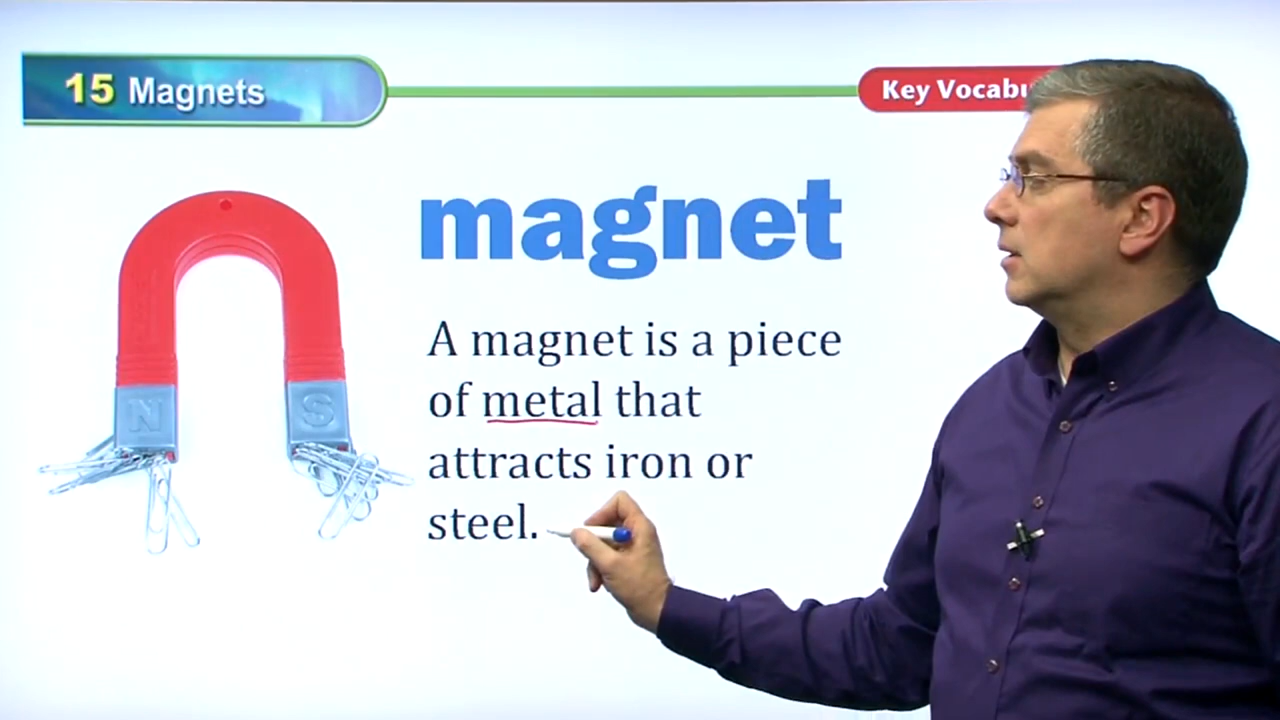 15 Magnets
Key Vocabu
magnet
A magnet is a piece
of metal that
attracts iron or
steel.
N
S